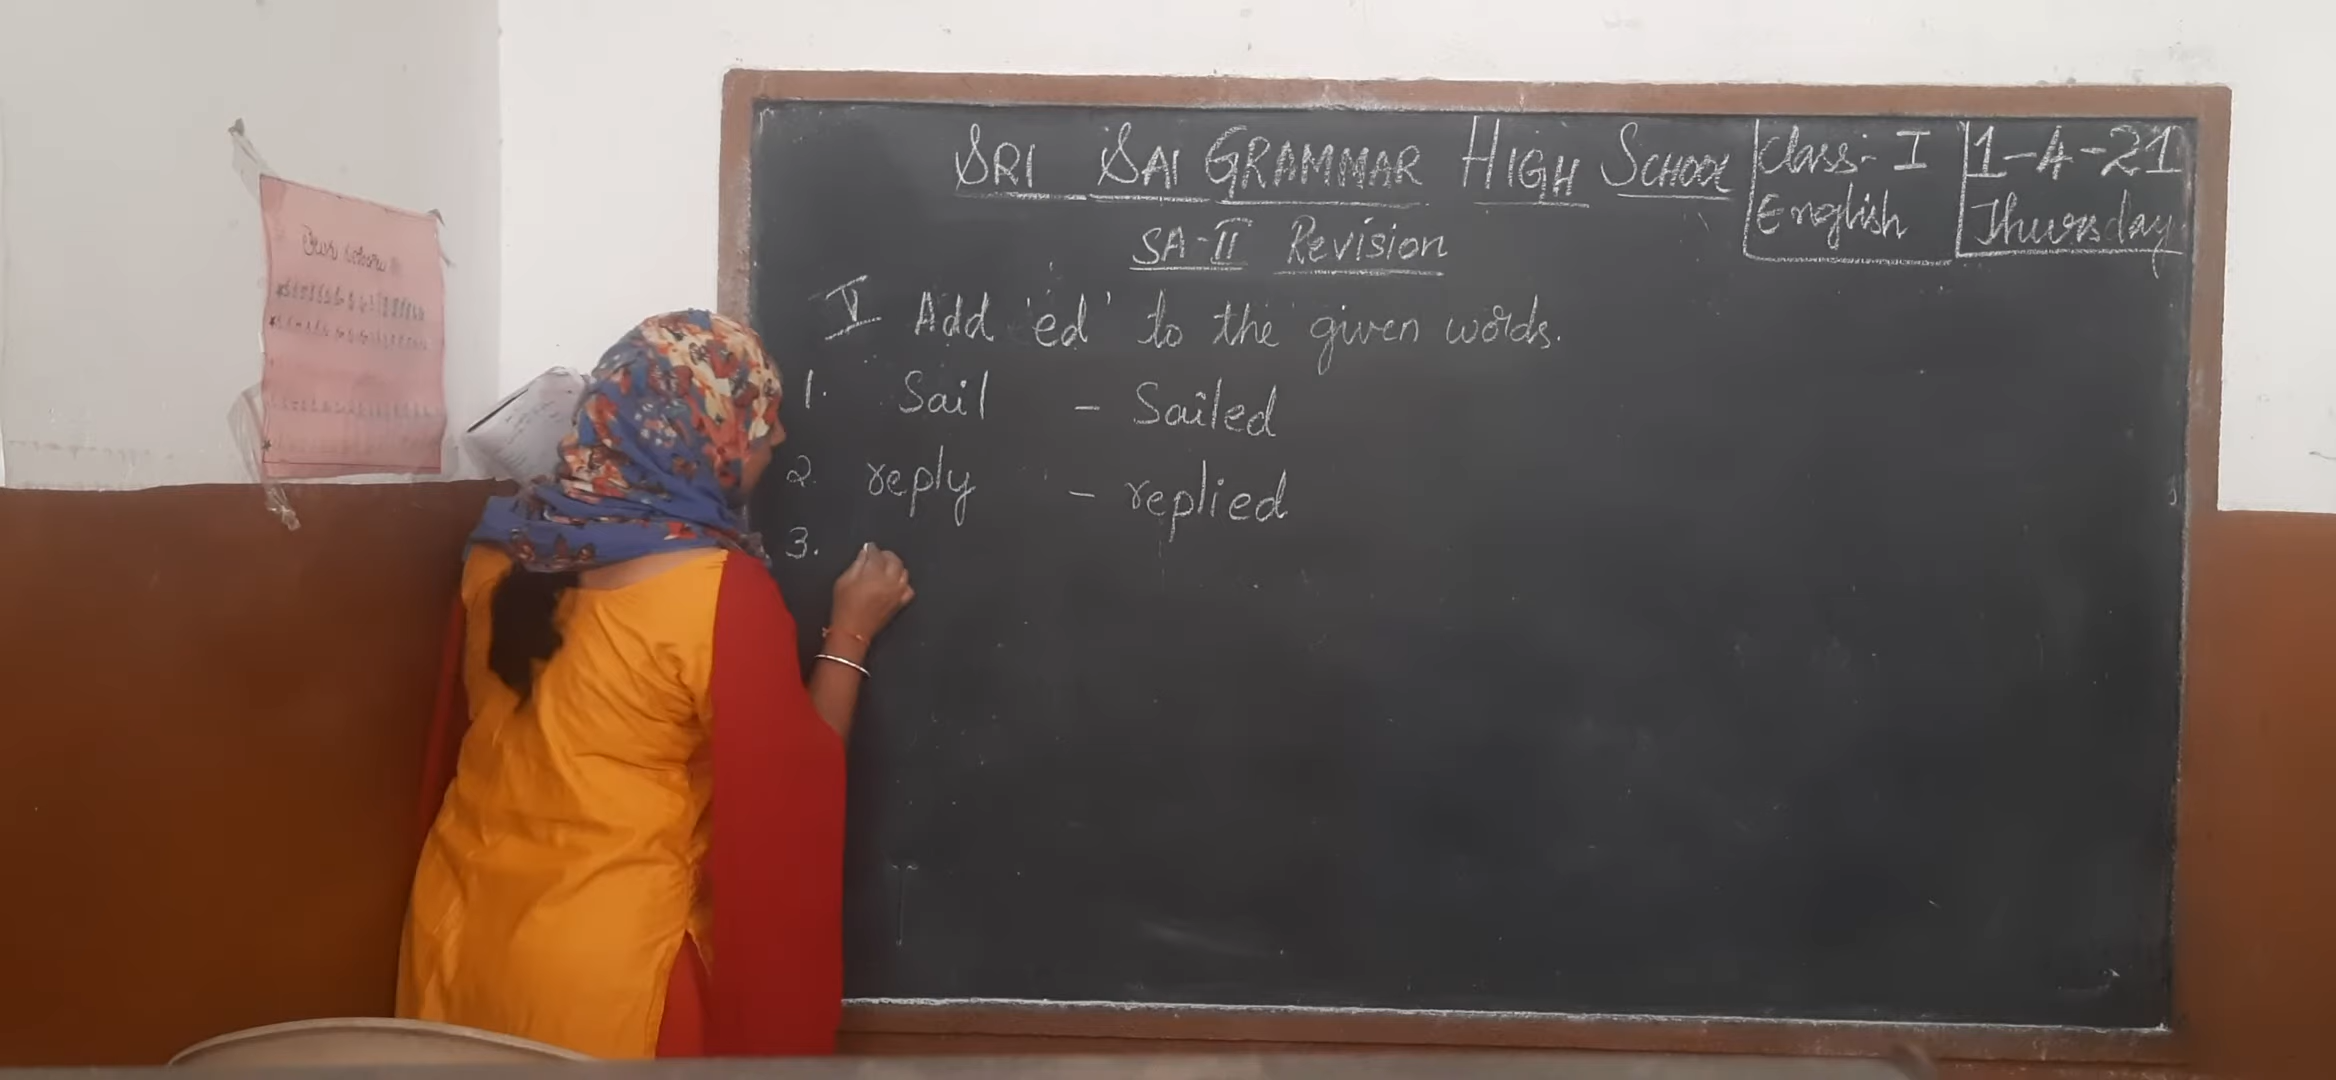 SRI SAI GRAMMAR HIGH SCHOOL
Class:- I
English
1-4-21
Thursday
SA-II Revision
V Add 'ed' to the given words.
1. Sail - Sailed
2. reply - replied
3.